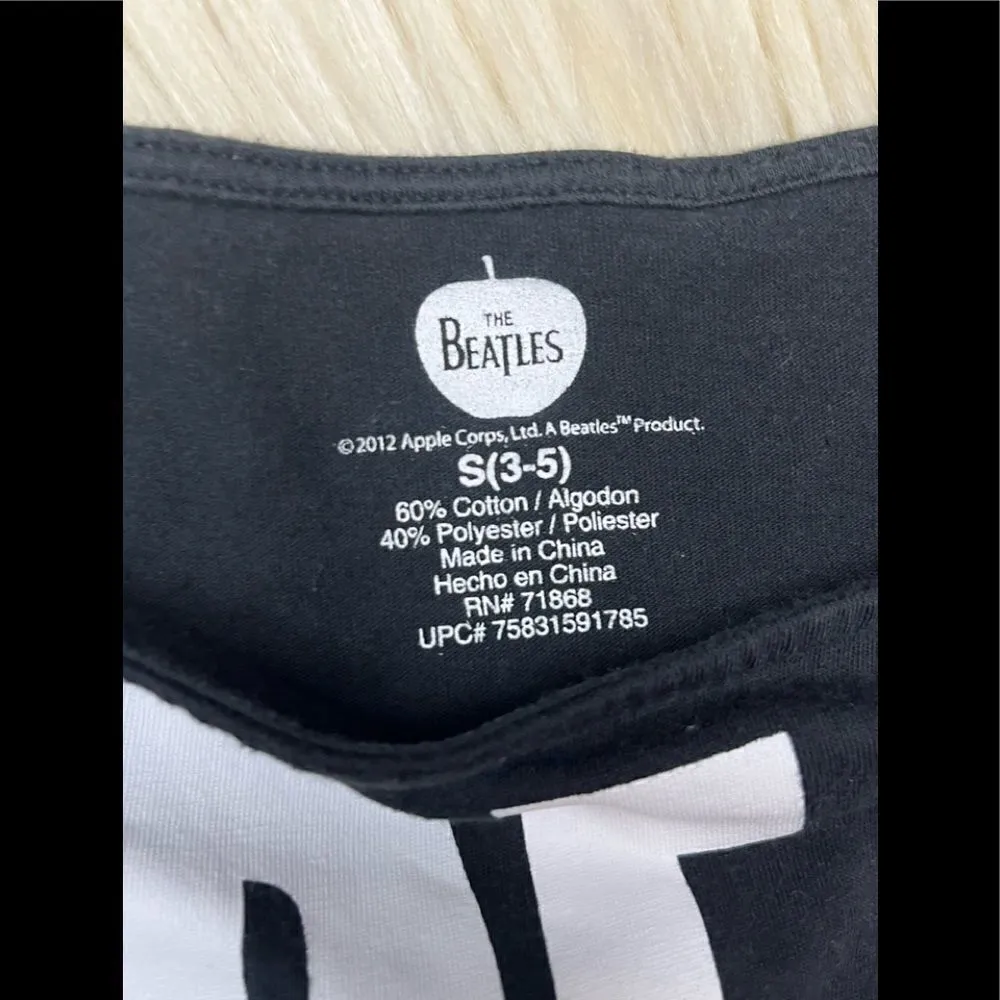 THE
BEATLES
©2012 Apple Corps, Ltd. A Beatles™ Product.
S(3-5)
60% Cotton / Algodon
40% Polyester / Poliester
Made in China
Hecho en China
RN# 71868
UPC# 75831591785